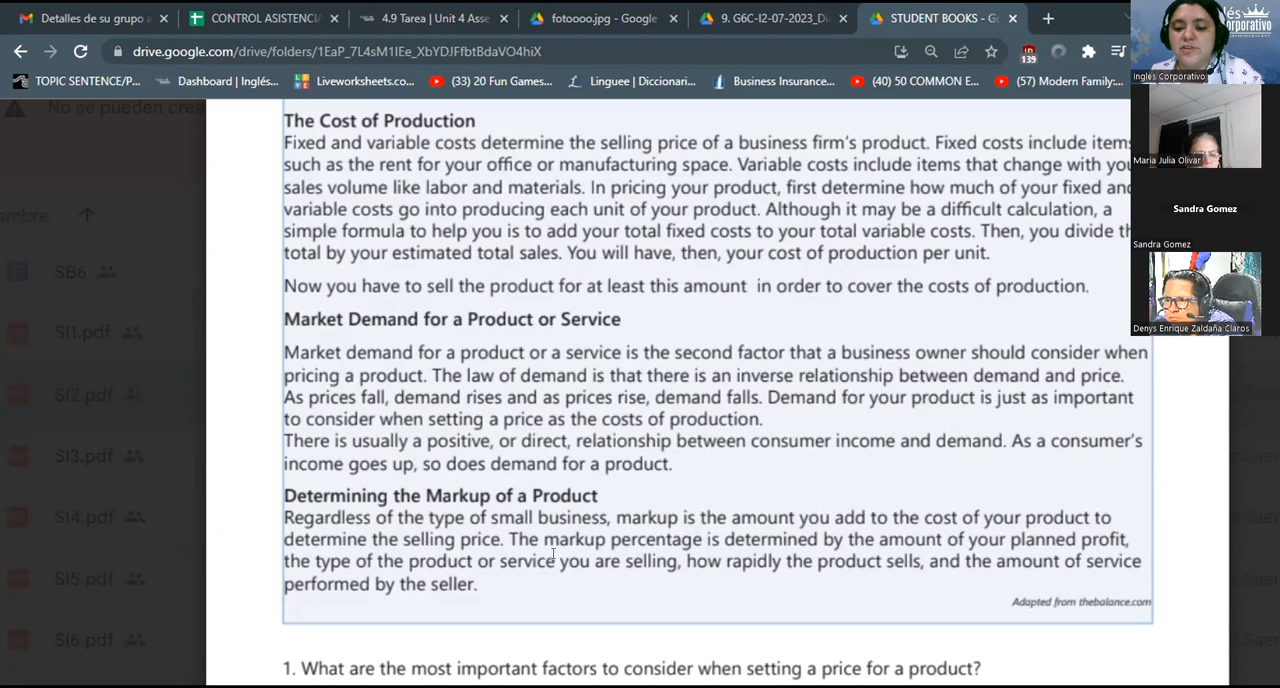 Detalles de su grupo
CONTROL ASISTENCI
4.9 Tarea | Unit 4 Asse
fotoooo.jpg - Google
9. G6C-I2-07-2023_Di
STUDENT BOOKS - Go
drive.google.com/drive/folders/1EaP_7L4sM1IEe_XbYDJFfbtBdaVO4hiX
139
TOPIC SENTENCE/P...
Dashboard | Inglés...
Liveworksheets.co...
(33) 20 Fun Games...
Linguee | Diccionari...
Business Insurance...
(40) 50 COMMON E...
(57) Modern Family:...
No se pueden crea
ombre
SB6
SI1.pdf
SI2.pdf
SI3.pdf
SI4.pdf
SI5.pdf
SI6.pdf
The Cost of Production
Fixed and variable costs determine the selling price of a business firm's product. Fixed costs include items
such as the rent for your office or manufacturing space. Variable costs include items that change with you
sales volume like labor and materials. In pricing your product, first determine how much of your fixed and
variable costs go into producing each unit of your product. Although it may be a difficult calculation, a
simple formula to help you is to add your total fixed costs to your total variable costs. Then, you divide th
total by your estimated total sales. You will have, then, your cost of production per unit.
Now you have to sell the product for at least this amount in order to cover the costs of production.
Market Demand for a Product or Service
Market demand for a product or a service is the second factor that a business owner should consider when
pricing a product. The law of demand is that there is an inverse relationship between demand and price.
As prices fall, demand rises and as prices rise, demand falls. Demand for your product is just as important
to consider when setting a price as the costs of production.
There is usually a positive, or direct, relationship between consumer income and demand. As a consumer's
income goes up, so does demand for a product.
Determining the Markup of a Product
Regardless of the type of small business, markup is the amount you add to the cost of your product to
determine the selling price. The markup percentage is determined by the amount of your planned profit,
the type of the product or service you are selling, how rapidly the product sells, and the amount of service
performed by the seller.
Adapted from thebalance.com
1. What are the most important factors to consider when setting a price for a product?
Inglés Corporativo
Maria Julia Olivar
Sandra Gomez
Sandra Gomez
Denys Enrique Zaldaña Claros